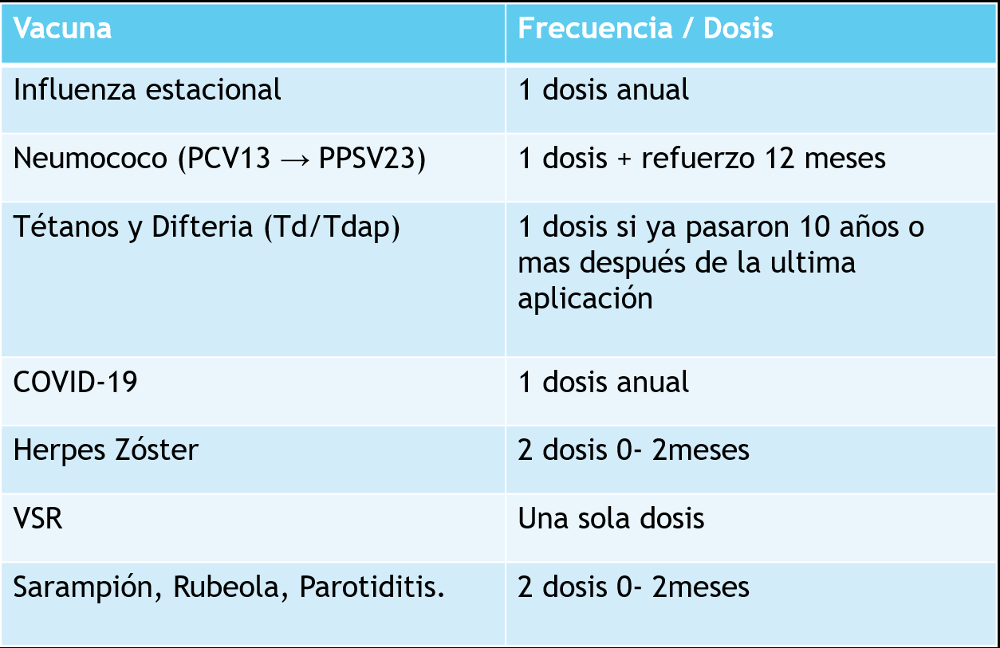 Vacuna
Frecuencia / Dosis
Influenza estacional
1 dosis anual
Neumococo (PCV13 → PPSV23)
1 dosis + refuerzo 12 meses
Tétanos y Difteria (Td/Tdap)
1 dosis si ya pasaron 10 años o
mas después de la ultima
aplicación
COVID-19
1 dosis anual
Herpes Zóster
2 dosis 0- 2meses
VSR
Una sola dosis
Sarampión, Rubeola, Parotiditis.
2 dosis 0- 2meses